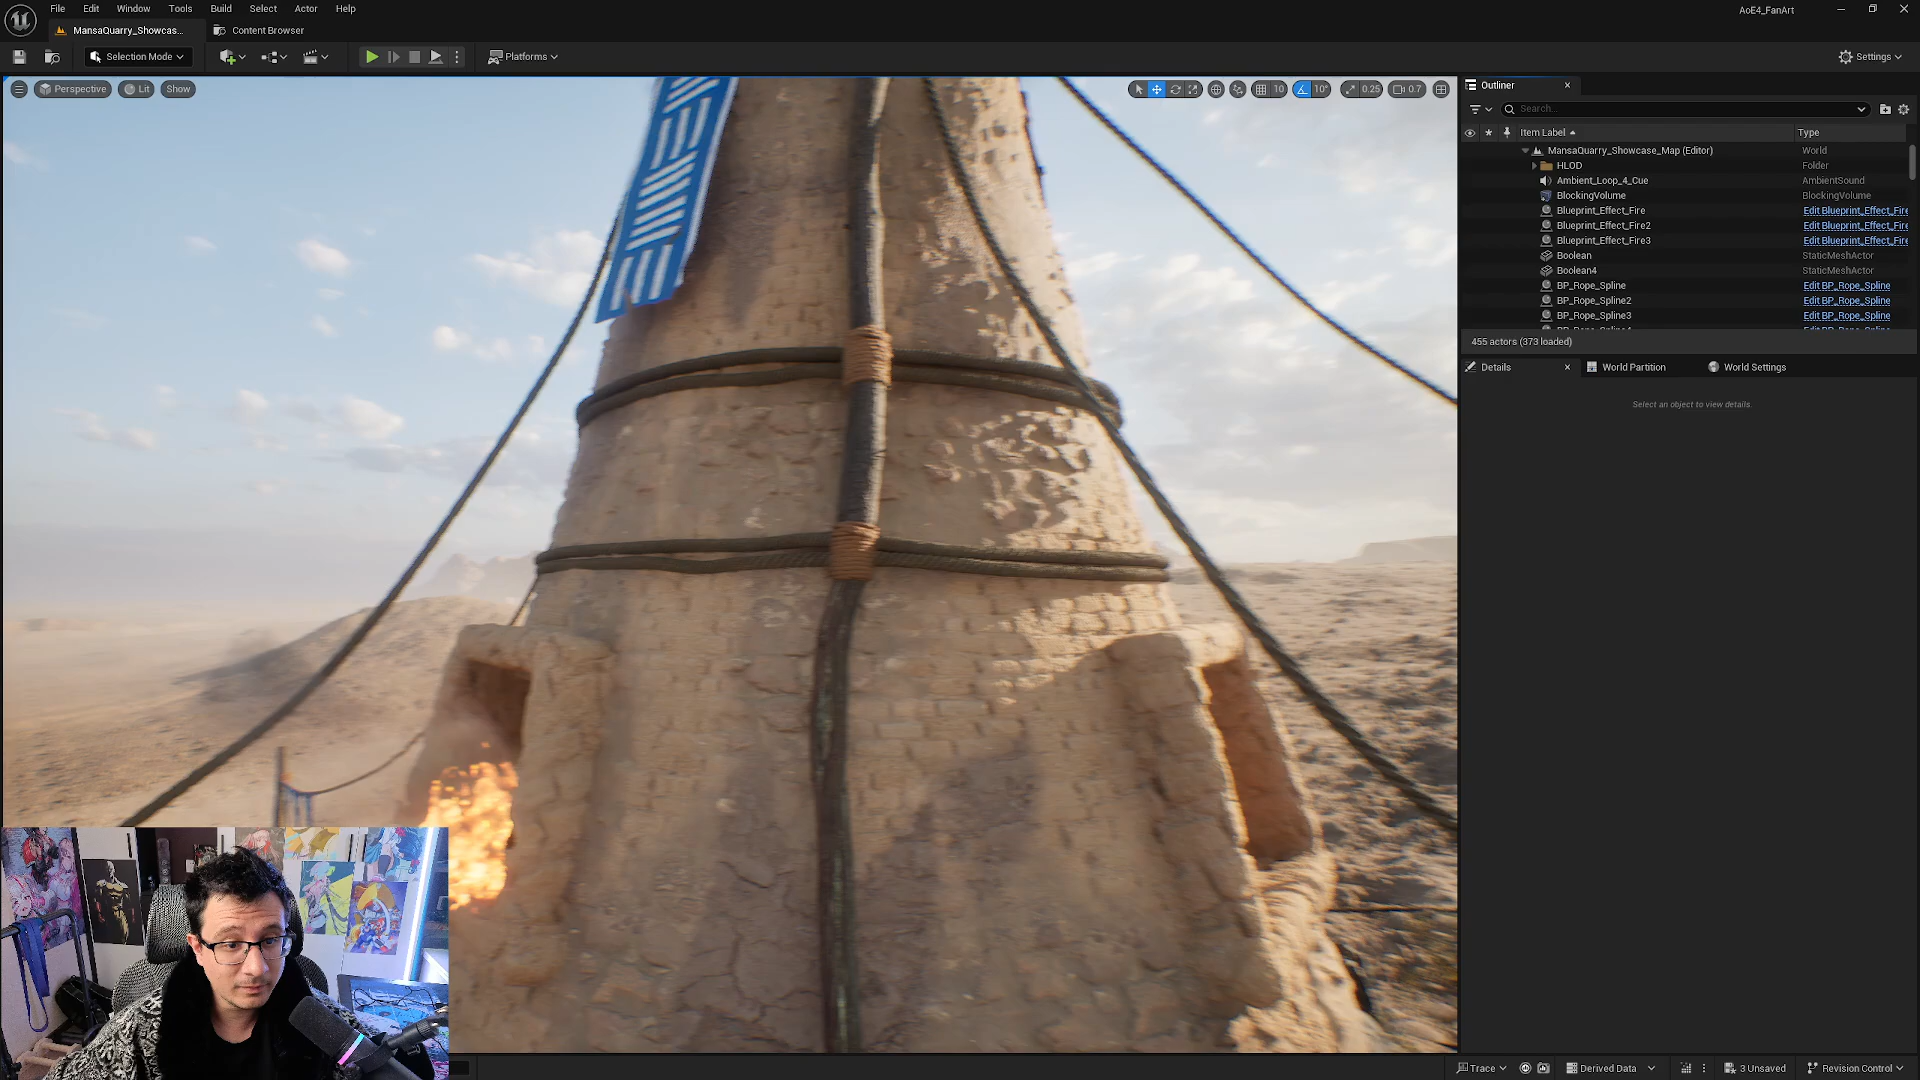 File Edit Window Tools Build Select Actor Help
AoE4_FanArt
MansaQuarry_Showcas...
Content Browser
Selection Mode
Platforms
Settings
Perspective
Lit
Show
10
10°
0.25
0.7
Outliner
Search...
Item Label
Type
MansaQuarry_Showcase_Map (Editor) World
HLOD Folder
Ambient_Loop_4_Cue AmbientSound
BlockingVolume BlockingVolume
Blueprint_Effect_Fire Edit Blueprint_Effect_Fire
Blueprint_Effect_Fire2 Edit Blueprint_Effect_Fire
Blueprint_Effect_Fire3 Edit Blueprint_Effect_Fire
Boolean StaticMeshActor
Boolean4 StaticMeshActor
BP_Rope_Spline Edit BP_Rope_Spline
BP_Rope_Spline2 Edit BP_Rope_Spline
BP_Rope_Spline3 Edit BP_Rope_Spline
455 actors (373 loaded)
Details
World Partition
World Settings
Select an object to view details.
Trace
Derived Data
3 Unsaved
Revision Control